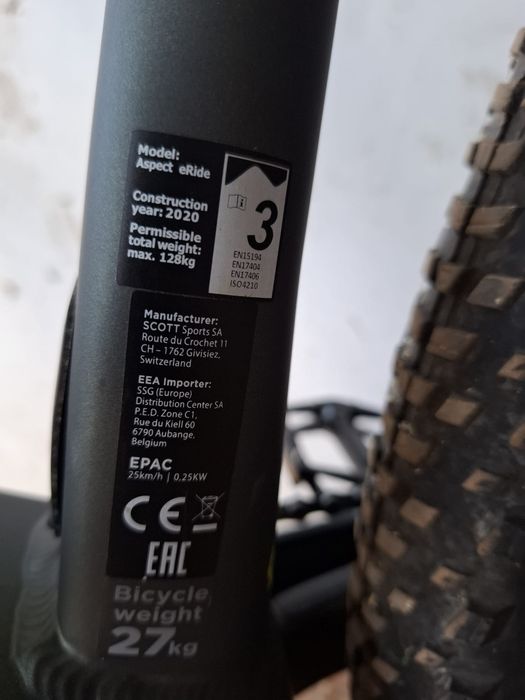 Model:
Aspect eRide
Construction
year: 2020
Permissible
total weight:
max. 128kg
3
EN15194
EN17404
EN17406
ISO4210
Manufacturer:
SCOTT Sports SA
Route du Crochet 11
CH – 1762 Givisiez,
Switzerland
EEA Importer:
SSG (Europe)
Distribution Center SA
P.E.D. Zone C1,
Rue du Kiell 60
6790 Aubange,
Belgium
EPAC
25km/h | 0,25KW
CE
EAC
Bicycle
weight
27kg